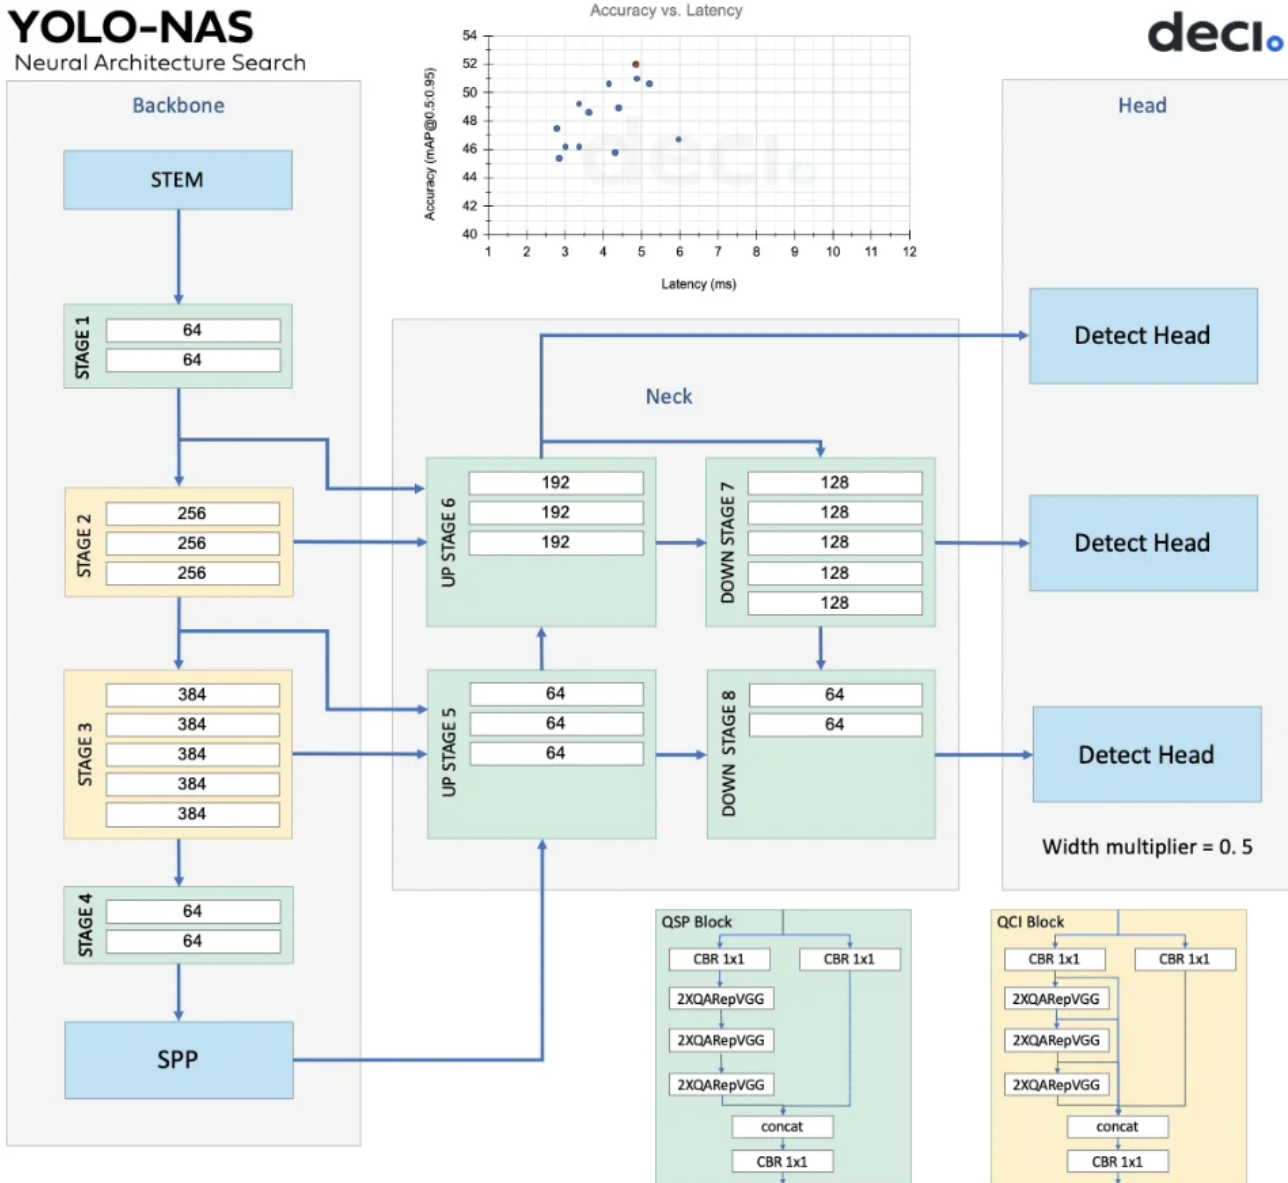 YOLO-NAS
Neural Architecture Search
Accuracy vs. Latency
deci.
Accuracy (mAP@0.5:0.95)
54
52
50
48
46
44
42
40
1 2 3 4 5 6 7 8 9 10 11 12
Latency (ms)
deci.
Backbone
STEM
STAGE 1
64
64
STAGE 2
256
256
256
STAGE 3
384
384
384
384
384
STAGE 4
64
64
SPP
Neck
UP STAGE 6
192
192
192
DOWN STAGE 7
128
128
128
128
128
UP STAGE 5
64
64
64
DOWN STAGE 8
64
64
Head
Detect Head
Detect Head
Detect Head
Width multiplier = 0. 5
QSP Block
CBR 1x1 CBR 1x1
2XQARepVGG
2XQARepVGG
2XQARepVGG
concat
CBR 1x1
QCI Block
CBR 1x1 CBR 1x1
2XQARepVGG
2XQARepVGG
2XQARepVGG
concat
CBR 1x1